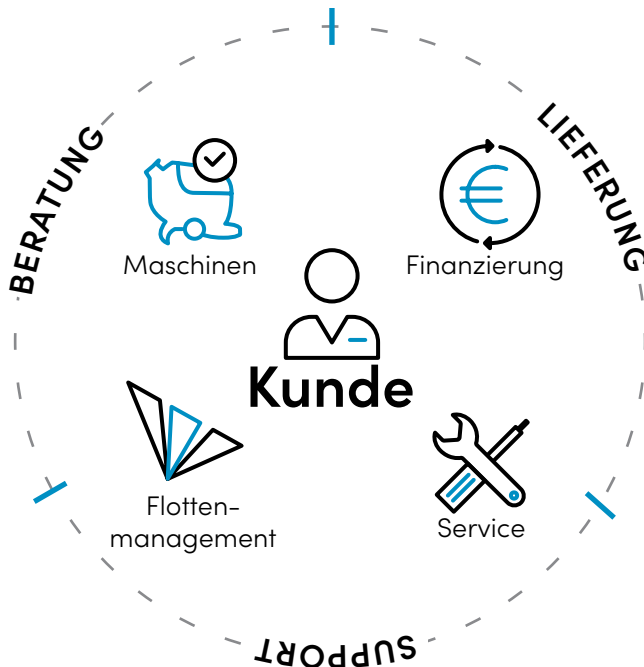 BERATUNG
LIEFERUNG
Maschinen
Finanzierung
Kunde
Flotten-
management
Service
SUPPORT